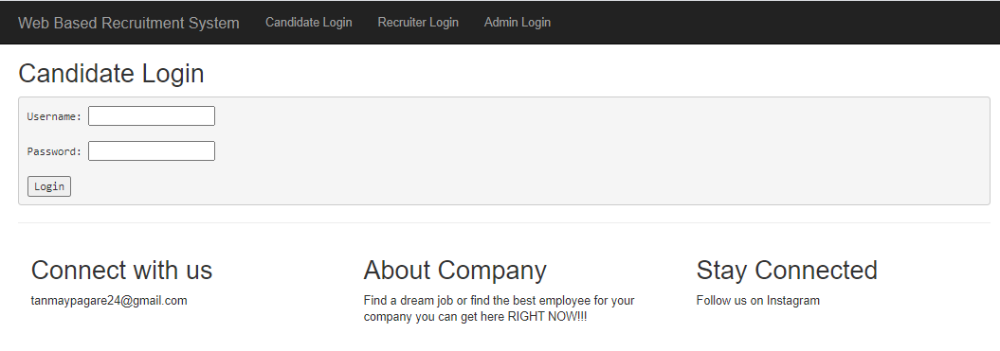 Web Based Recruitment System Candidate Login Recruiter Login Admin Login
Candidate Login
Username:
Password:
Login
Connect with us
tanmaypagare24@gmail.com
About Company
Find a dream job or find the best employee for your
company you can get here RIGHT NOW!!!
Stay Connected
Follow us on Instagram